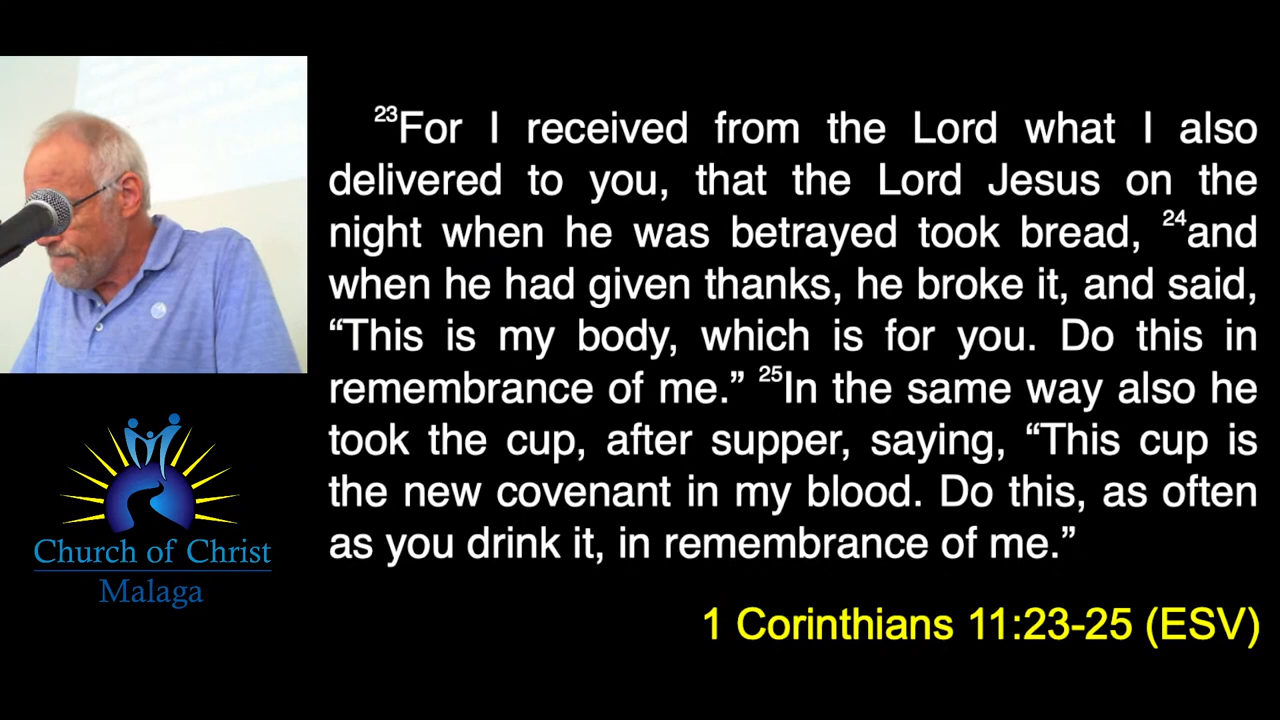 ²³For I received from the Lord what I also
delivered to you, that the Lord Jesus on the
night when he was betrayed took bread, ²⁴and
when he had given thanks, he broke it, and said,
“This is my body, which is for you. Do this in
remembrance of me.” ²⁵In the same way also he
took the cup, after supper, saying, “This cup is
the new covenant in my blood. Do this, as often
as you drink it, in remembrance of me.”
1 Corinthians 11:23-25 (ESV)
Church of Christ
Malaga